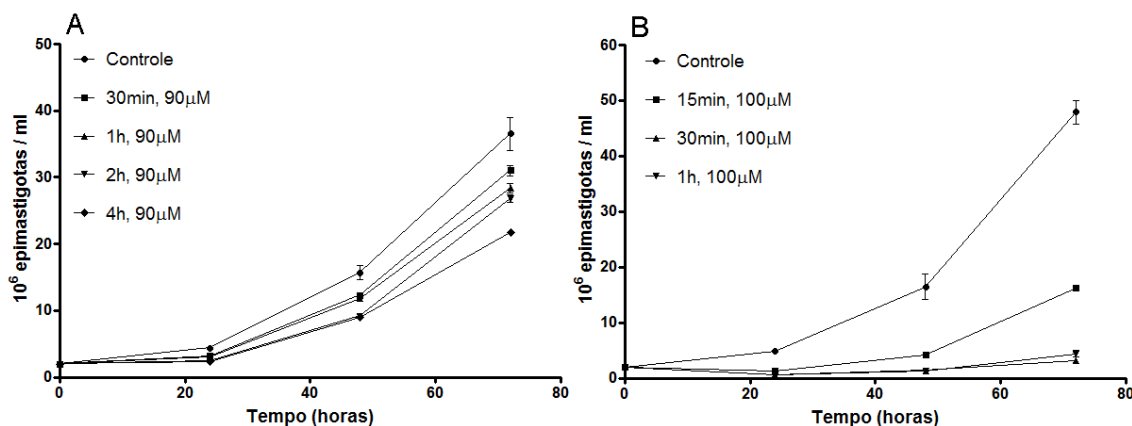 A
50
40
30
20
10
0
10⁶ epimastigotas / ml
Controle
30min, 90μM
1h, 90μM
2h, 90μM
4h, 90μM
0 20 40 60 80
Tempo (horas)
B
60
50
40
30
20
10
0
10⁶ epimastigotas / ml
Controle
15min, 100μM
30min, 100μM
1h, 100μM
0 20 40 60 80
Tempo (horas)